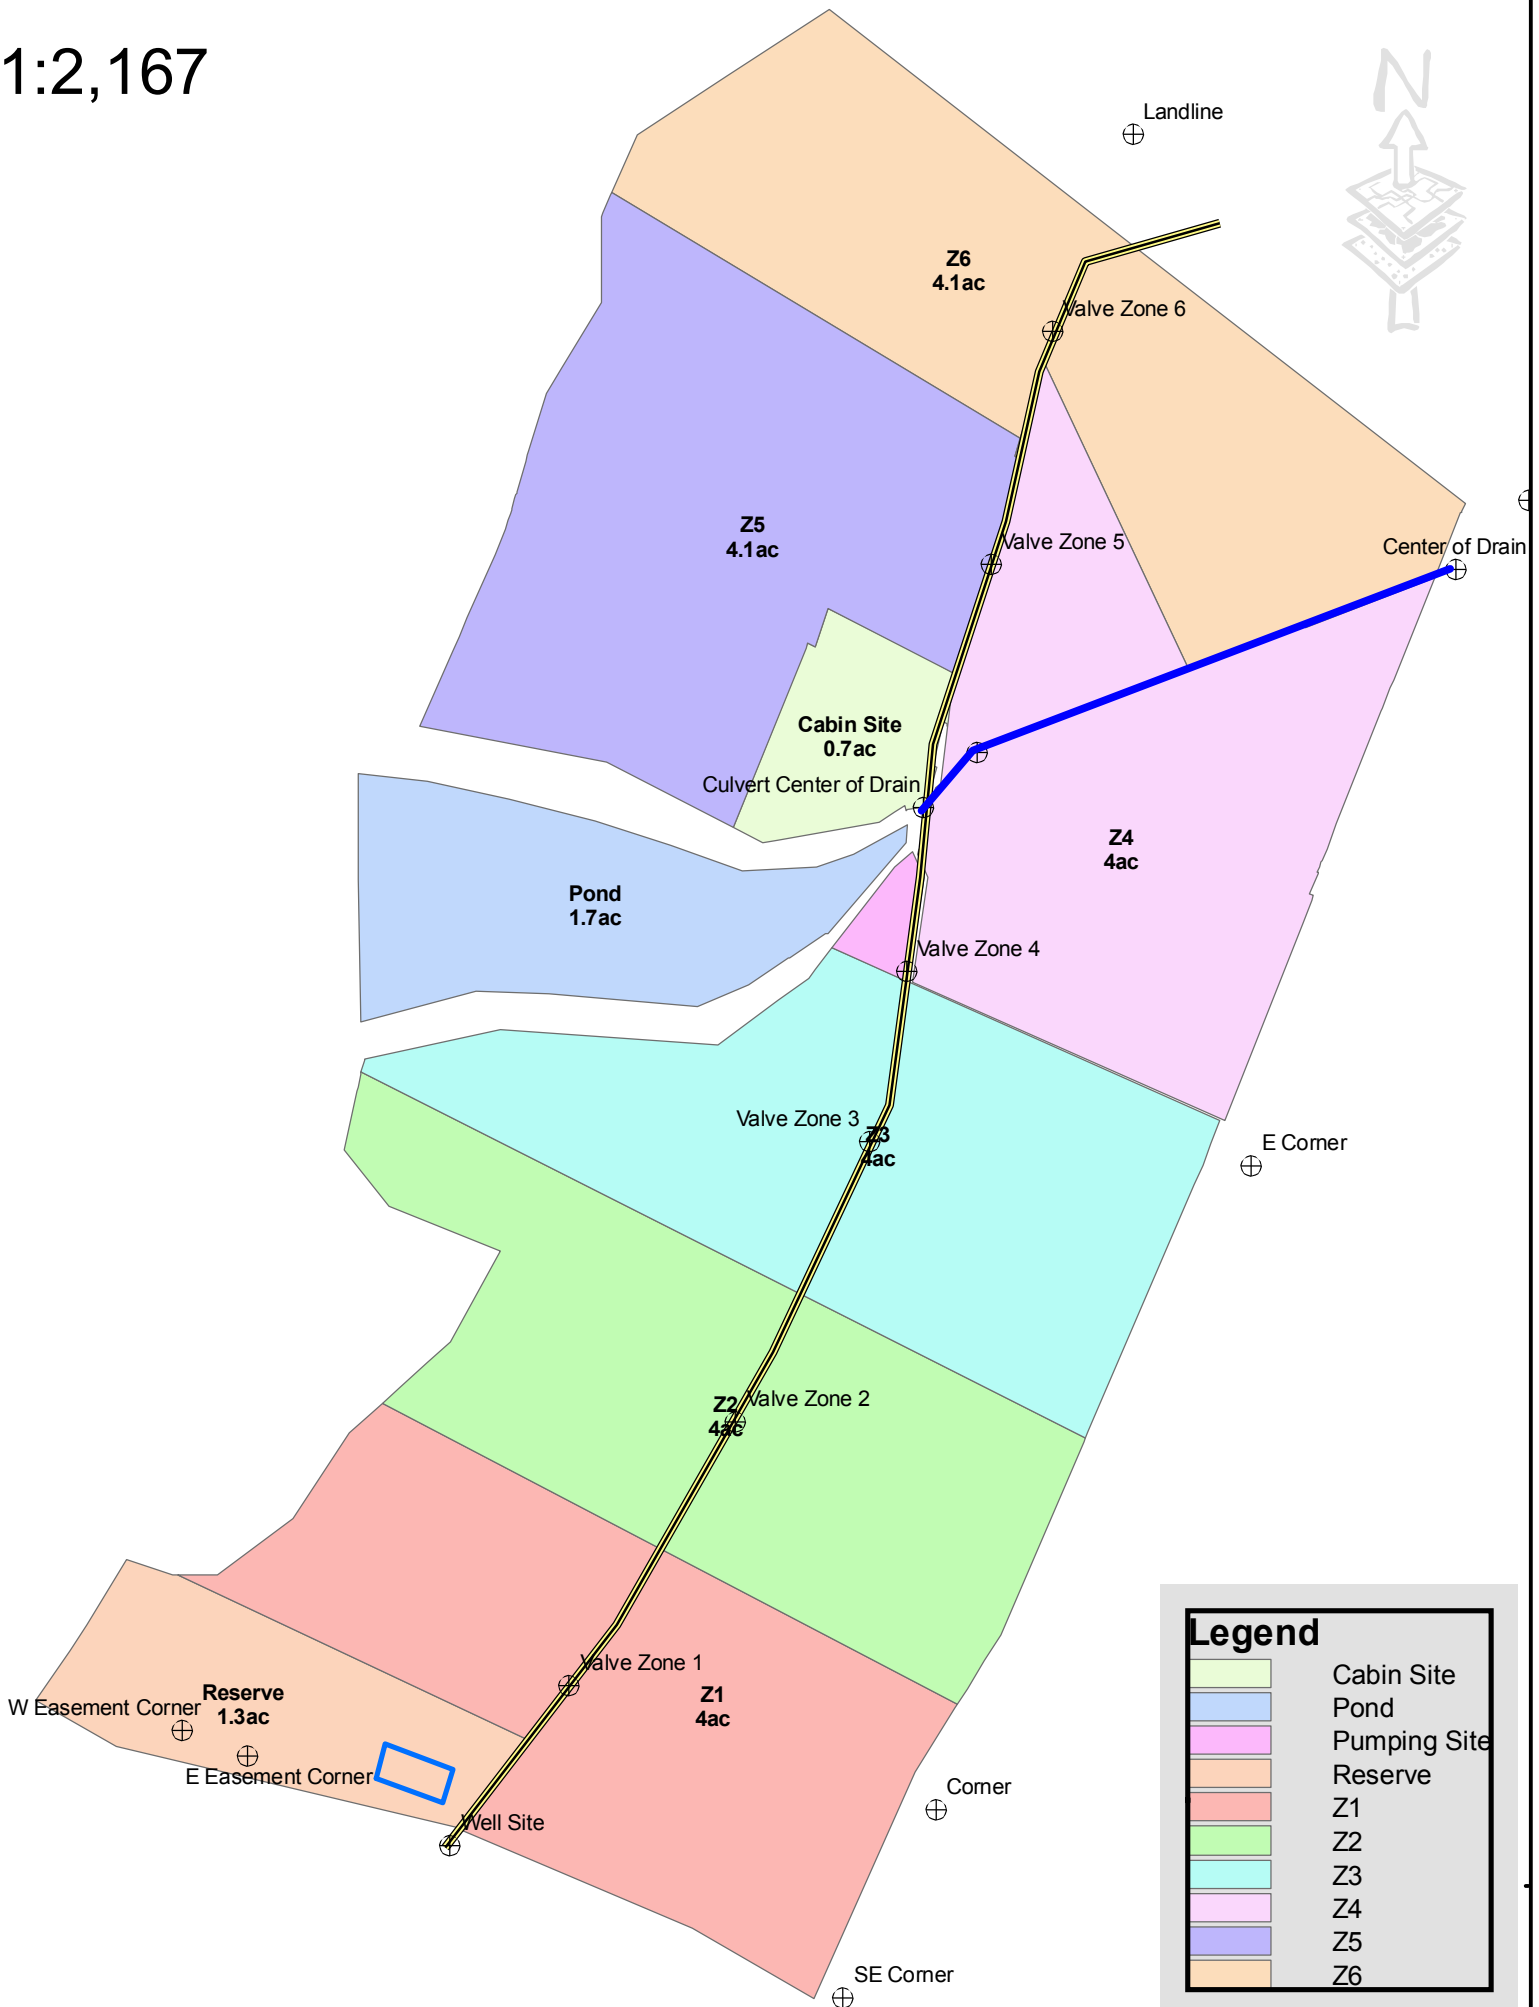 1:2,167
N
Landline
Z6
4.1ac
Valve Zone 6
Z5
4.1ac
Valve Zone 5
Center of Drain
Cabin Site
0.7ac
Culvert Center of Drain
Z4
4ac
Pond
1.7ac
Valve Zone 4
Valve Zone 3
Z3
4ac
E Corner
Valve Zone 2
Z2
4ac
Valve Zone 1
Z1
4ac
Reserve
1.3ac
W Easement Corner
E Easement Corner
Corner
Well Site
SE Corner
Legend
Cabin Site
Pond
Pumping Site
Reserve
Z1
Z2
Z3
Z4
Z5
Z6